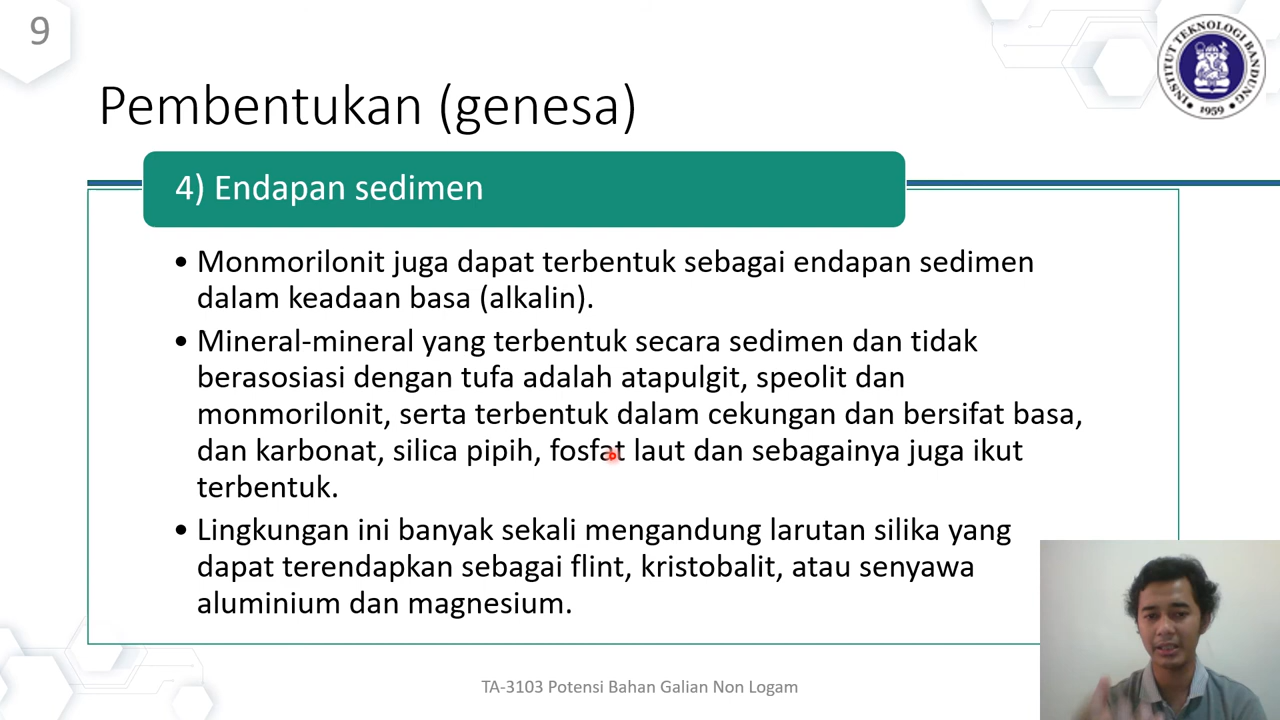 9
INSTITUT TEKNOLOGI BANDUNG
1959
Pembentukan (genesa)
4) Endapan sedimen
• Monmorilonit juga dapat terbentuk sebagai endapan sedimen
dalam keadaan basa (alkalin).
• Mineral-mineral yang terbentuk secara sedimen dan tidak
berasosiasi dengan tufa adalah atapulgit, speolit dan
monmorilonit, serta terbentuk dalam cekungan dan bersifat basa,
dan karbonat, silica pipih, fosfat laut dan sebagainya juga ikut
terbentuk.
• Lingkungan ini banyak sekali mengandung larutan silika yang
dapat terendapkan sebagai flint, kristobalit, atau senyawa
aluminium dan magnesium.
TA-3103 Potensi Bahan Galian Non Logam